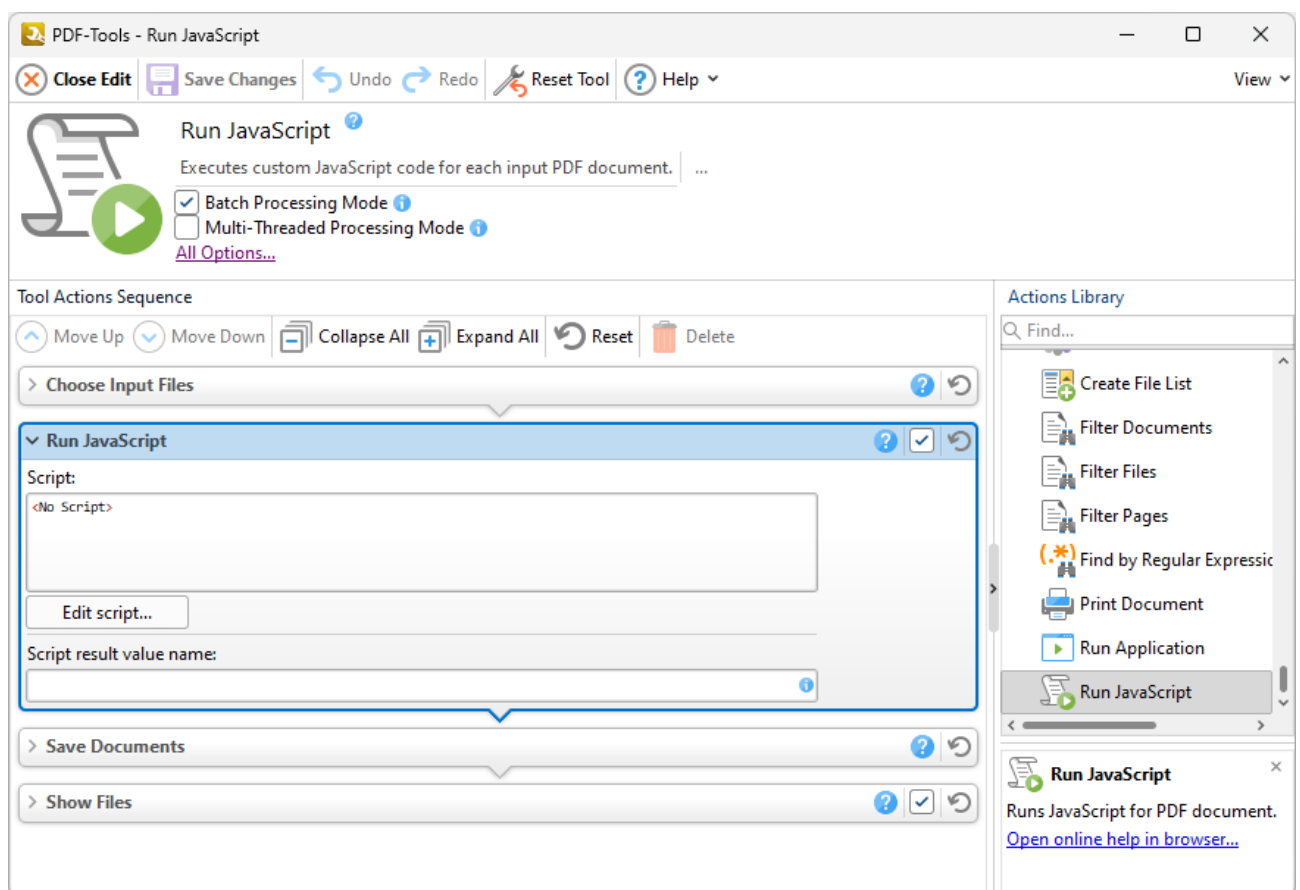 PDF-Tools - Run JavaScript
Close Edit Save Changes Undo Redo Reset Tool Help View
Run JavaScript
Executes custom JavaScript code for each input PDF document. ...
Batch Processing Mode
Multi-Threaded Processing Mode
All Options...
Tool Actions Sequence
Move Up Move Down Collapse All Expand All Reset Delete
Choose Input Files
Run JavaScript
Script:
<No Script>
Edit script...
Script result value name:
Save Documents
Show Files
Actions Library
Find...
Create File List
Filter Documents
Filter Files
Filter Pages
(.*) Find by Regular Expressic
Print Document
Run Application
Run JavaScript
Run JavaScript
Runs JavaScript for PDF document.
Open online help in browser...